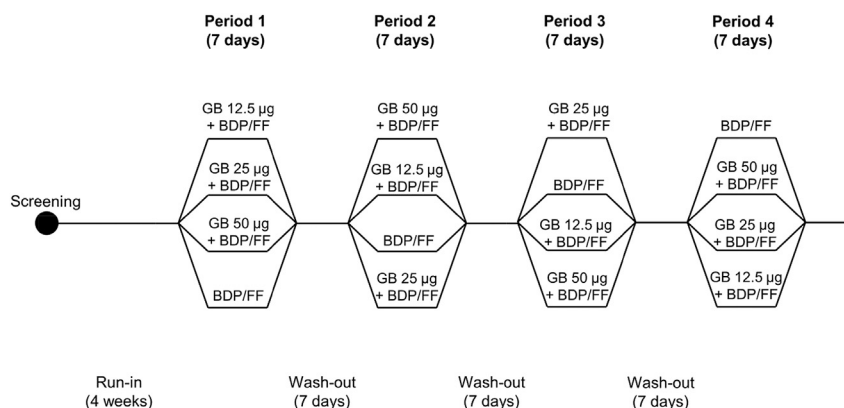 Period 1
(7 days)
Period 2
(7 days)
Period 3
(7 days)
Period 4
(7 days)
GB 12.5 µg
+ BDP/FF
GB 50 µg
+ BDP/FF
GB 25 µg
+ BDP/FF
BDP/FF
GB 25 µg
+ BDP/FF
GB 12.5 µg
+ BDP/FF
BDP/FF
GB 50 µg
+ BDP/FF
Screening
GB 50 µg
+ BDP/FF
BDP/FF
GB 12.5 µg
+ BDP/FF
GB 25 µg
+ BDP/FF
BDP/FF
GB 25 µg
+ BDP/FF
GB 50 µg
+ BDP/FF
GB 12.5 µg
+ BDP/FF
Run-in
(4 weeks)
Wash-out
(7 days)
Wash-out
(7 days)
Wash-out
(7 days)